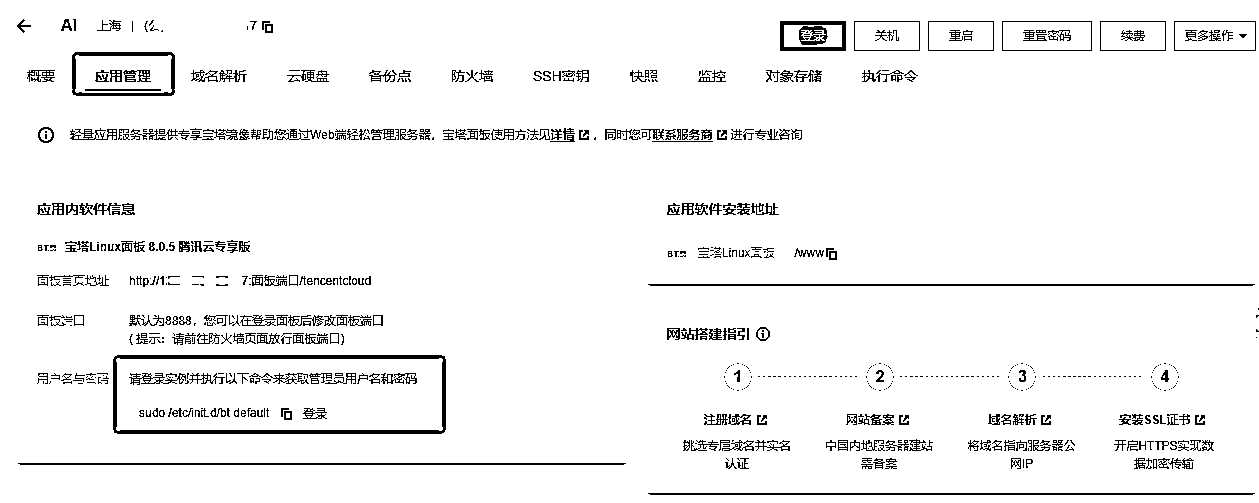 AI 上海
登录 关机 重启 重置密码 续费 更多操作
概要 应用管理 域名解析 云硬盘 备份点 防火墙 SSH密钥 快照 监控 对象存储 执行命令
轻量应用服务器提供专享宝塔镜像帮助您通过Web端轻松管理服务器，宝塔面板使用方法见详情，同时您可联系服务商进行专业咨询
应用内软件信息
宝塔Linux面板 8.0.5 腾讯云专享版
面板首页地址 http://1 7:面板端口/tencentcloud
面板端口 默认为8888，您可以在登录面板后修改面板端口
(提示：请前往防火墙页面放行面板端口)
用户名与密码 请登录实例并执行以下命令来获取管理员用户名和密码
sudo /etc/init.d/bt default 登录
应用软件安装地址
宝塔Linux面板 /www
网站搭建指引
1 2 3 4
注册域名 网站备案 域名解析 安装SSL证书
挑选专属域名并实名 中国内地服务器建站 将域名指向服务器公 开启HTTPS实现数
认证 需备案 网IP 据加密传输